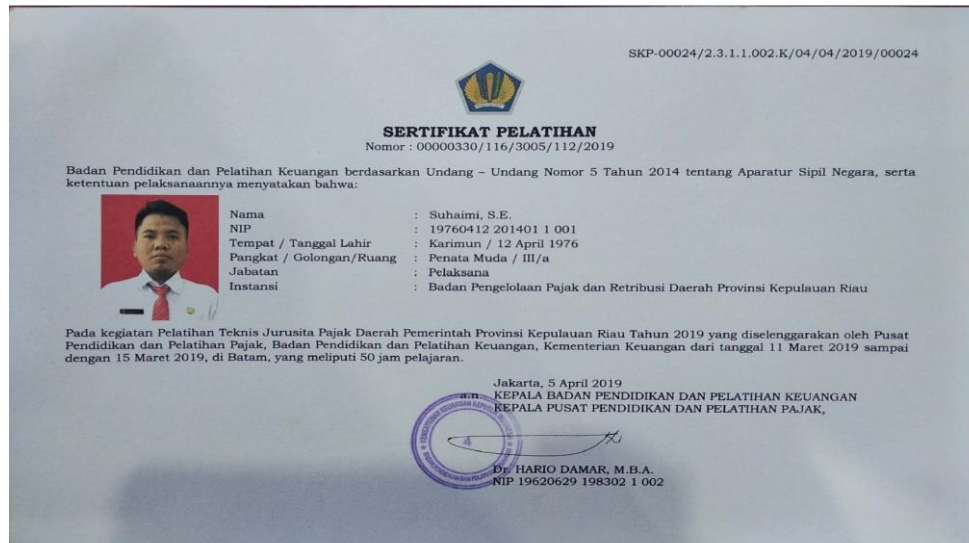 SKP-00024/2.3.1.1.002.K/04/04/2019/00024
SERTIFIKAT PELATIHAN
Nomor : 00000330/116/3005/112/2019
Badan Pendidikan dan Pelatihan Keuangan berdasarkan Undang – Undang Nomor 5 Tahun 2014 tentang Aparatur Sipil Negara, serta
ketentuan pelaksanaannya menyatakan bahwa:
Nama : Suhaimi, S.E.
NIP : 19760412 201401 1 001
Tempat / Tanggal Lahir : Karimun / 12 April 1976
Pangkat / Golongan/Ruang : Penata Muda / III/a
Jabatan : Pelaksana
Instansi : Badan Pengelolaan Pajak dan Retribusi Daerah Provinsi Kepulauan Riau
Pada kegiatan Pelatihan Teknis Jurusita Pajak Daerah Pemerintah Provinsi Kepulauan Riau Tahun 2019 yang diselenggarakan oleh Pusat
Pendidikan dan Pelatihan Pajak, Badan Pendidikan dan Pelatihan Keuangan, Kementerian Keuangan dari tanggal 11 Maret 2019 sampai
dengan 15 Maret 2019, di Batam, yang meliputi 50 jam pelajaran.
Jakarta, 5 April 2019
a.n. KEPALA BADAN PENDIDIKAN DAN PELATIHAN KEUANGAN
KEPALA PUSAT PENDIDIKAN DAN PELATIHAN PAJAK,
4
Dr. HARIO DAMAR, M.B.A.
NIP 19620629 198302 1 002